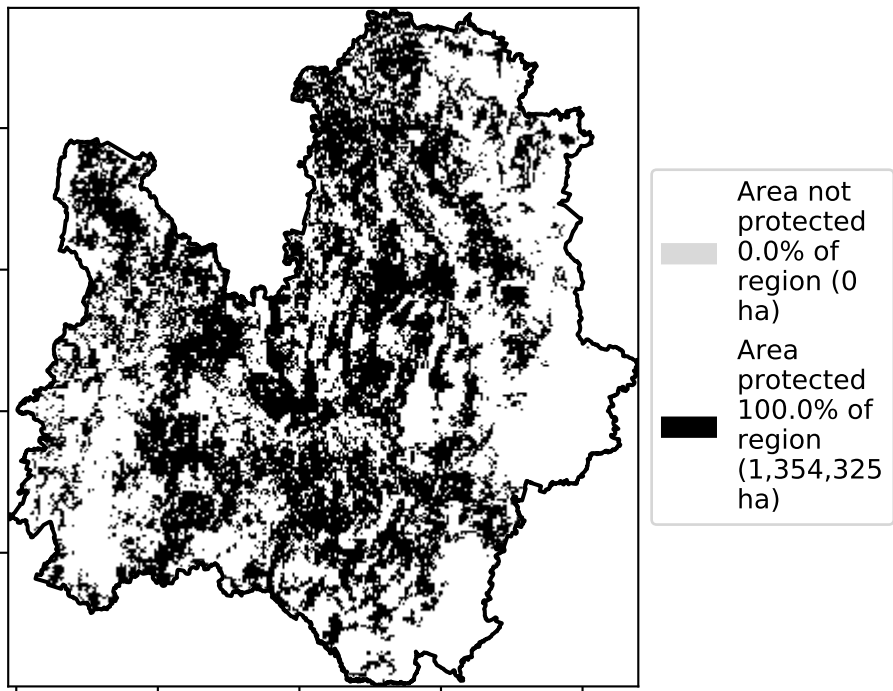 Area not
protected
0.0% of
region (0
ha)
Area
protected
100.0% of
region
(1,354,325
ha)